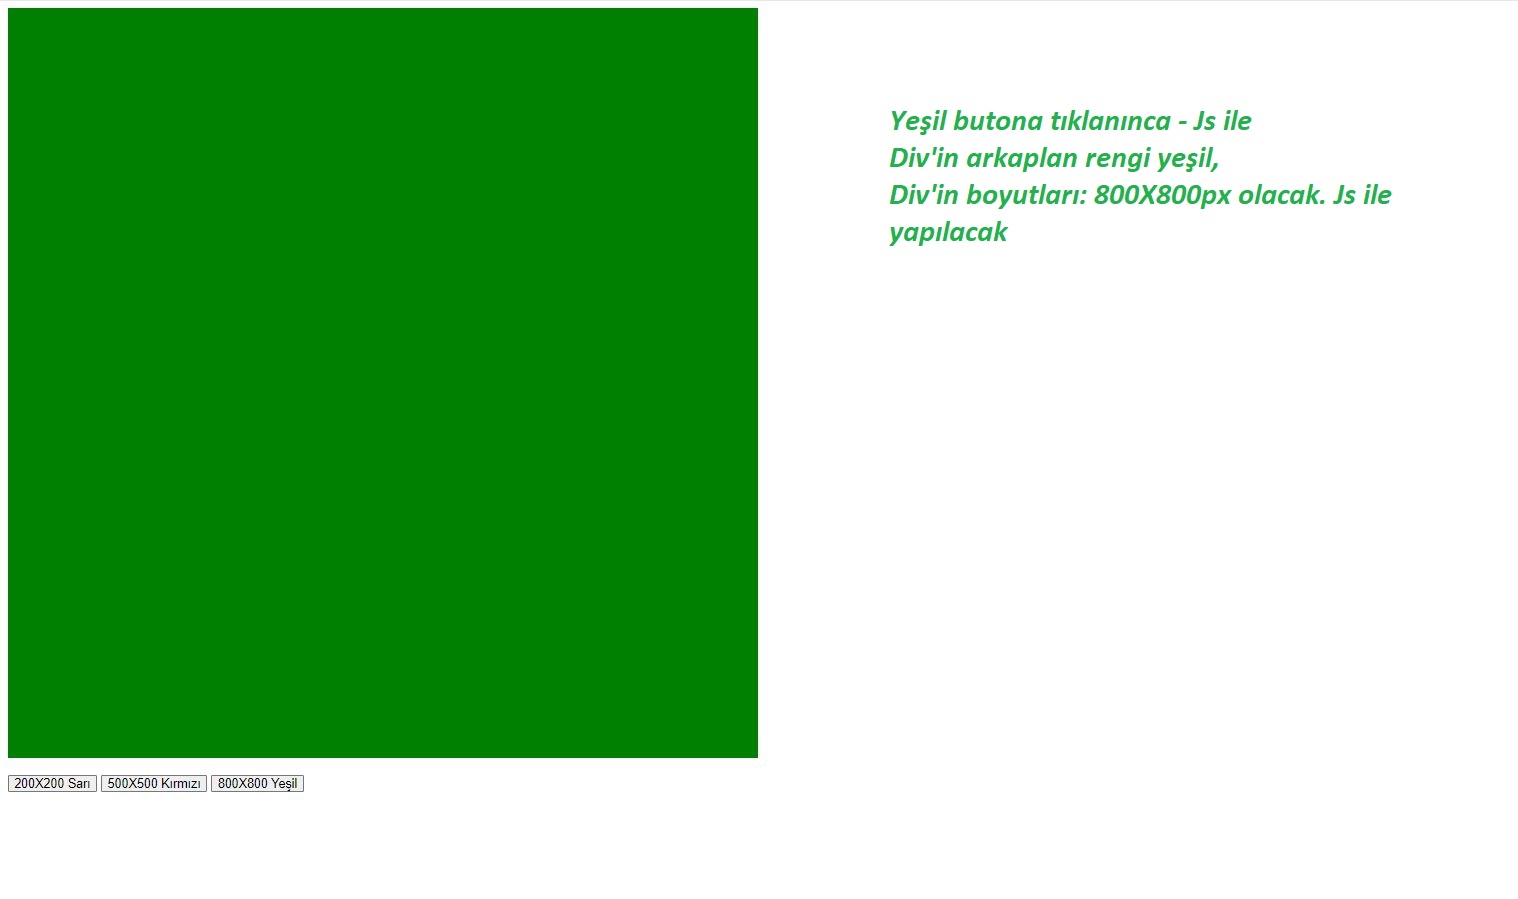 Yeşil butona tıklanınca - Js ile
Div'in arkaplan rengi yeşil,
Div'in boyutları: 800X800px olacak. Js ile
yapılacak
200X200 Sarı 500X500 Kırmızı 800X800 Yeşil